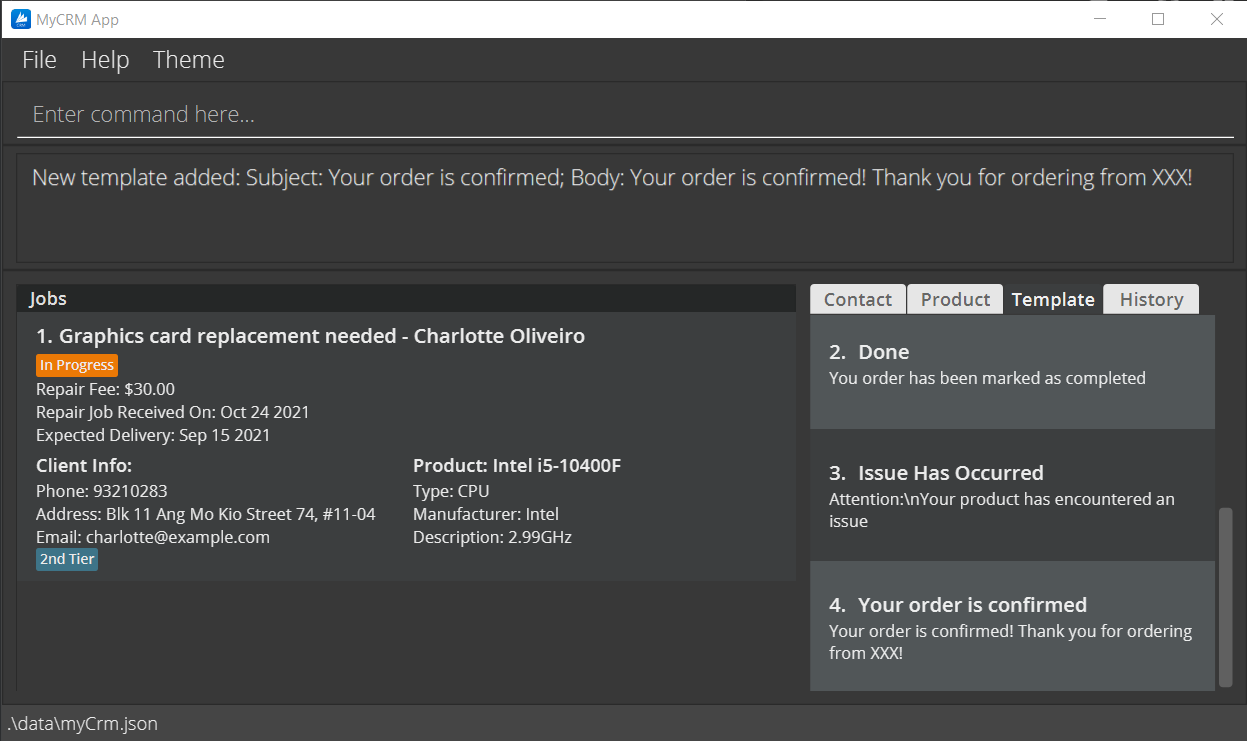 MyCRM App
File Help Theme
Enter command here...
New template added: Subject: Your order is confirmed; Body: Your order is confirmed! Thank you for ordering from XXX!
Jobs
1. Graphics card replacement needed - Charlotte Oliveiro
In Progress
Repair Fee: $30.00
Repair Job Received On: Oct 24 2021
Expected Delivery: Sep 15 2021
Client Info:
Phone: 93210283
Address: Blk 11 Ang Mo Kio Street 74, #11-04
Email: charlotte@example.com
2nd Tier
Product: Intel i5-10400F
Type: CPU
Manufacturer: Intel
Description: 2.99GHz
Contact Product Template History
2. Done
You order has been marked as completed
3. Issue Has Occurred
Attention:\nYour product has encountered an
issue
4. Your order is confirmed
Your order is confirmed! Thank you for ordering
from XXX!
.\data\myCrm.json